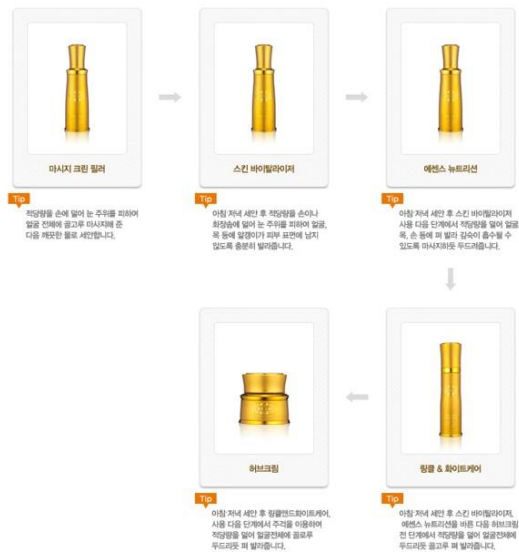 마시지 크린 필러
Tip
적당량을 손에 덜어 눈 주위를 피하여
얼굴 전체에 골고루 마사지해 준
다음 깨끗한 물로 세안합니다.
스킨 바이탈라이저
Tip
아침 저녁 세안 후 적당량을 손이나
화장솜에 덜어 눈 주위를 피하여 얼굴,
목 등에 알갱이가 피부 표면에 남지
않도록 충분히 발라줍니다.
에센스 뉴트리션
Tip
아침 저녁 세안 후 스킨 바이탈라이저
사용 다음 단계에서 적당량을 덜어 얼굴
목, 손 등에 펴 발라 깊숙이 흡수될 수
있도록 마사지하듯 두드려줍니다.
링클 & 화이트케어
Tip
아침 저녁 세안 후 스킨 바이탈라이저,
에센스 뉴트리션을 바른 다음 허브크림
전 단계에서 적당량을 덜어 얼굴전체에
두드리듯 골고루 펴 발라줍니다.
허브크림
Tip
아침 저녁 세안 후 링클앤드화이트케어,
사용 다음 단계에서 주걱을 이용하여
적당량을 덜어 얼굴전체에 골로루
두드리듯 펴 발라줍니다.